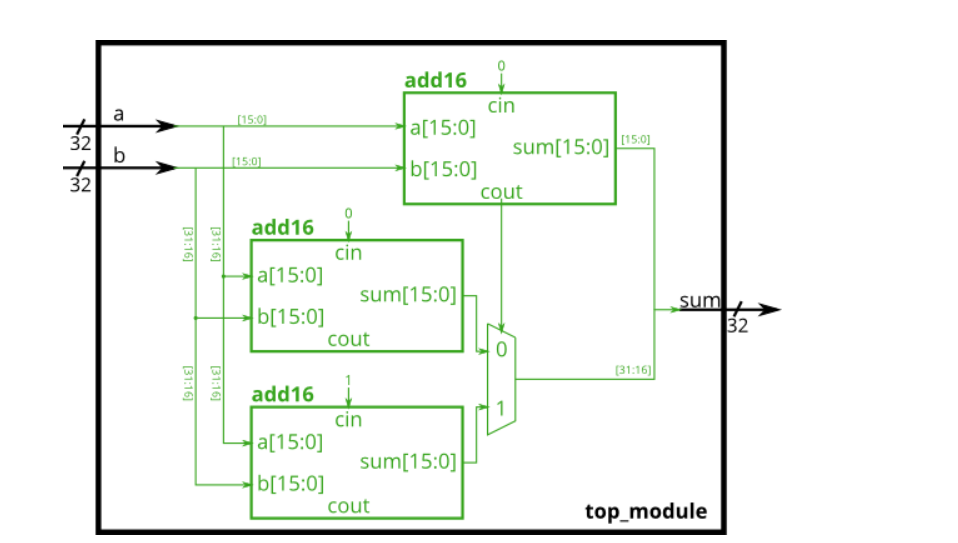 0
add16
cin
a
[15:0]
a[15:0]
32
sum[15:0]
[15:0]
b
[15:0]
b[15:0]
32
cout
0
add16
[31:16]
[31:16]
cin
a[15:0]
sum[15:0]
b[15:0]
cout
sum
32
0
[31:16]
1
[31:16]
[31:16]
1
add16
cin
a[15:0]
sum[15:0]
b[15:0]
cout
top_module